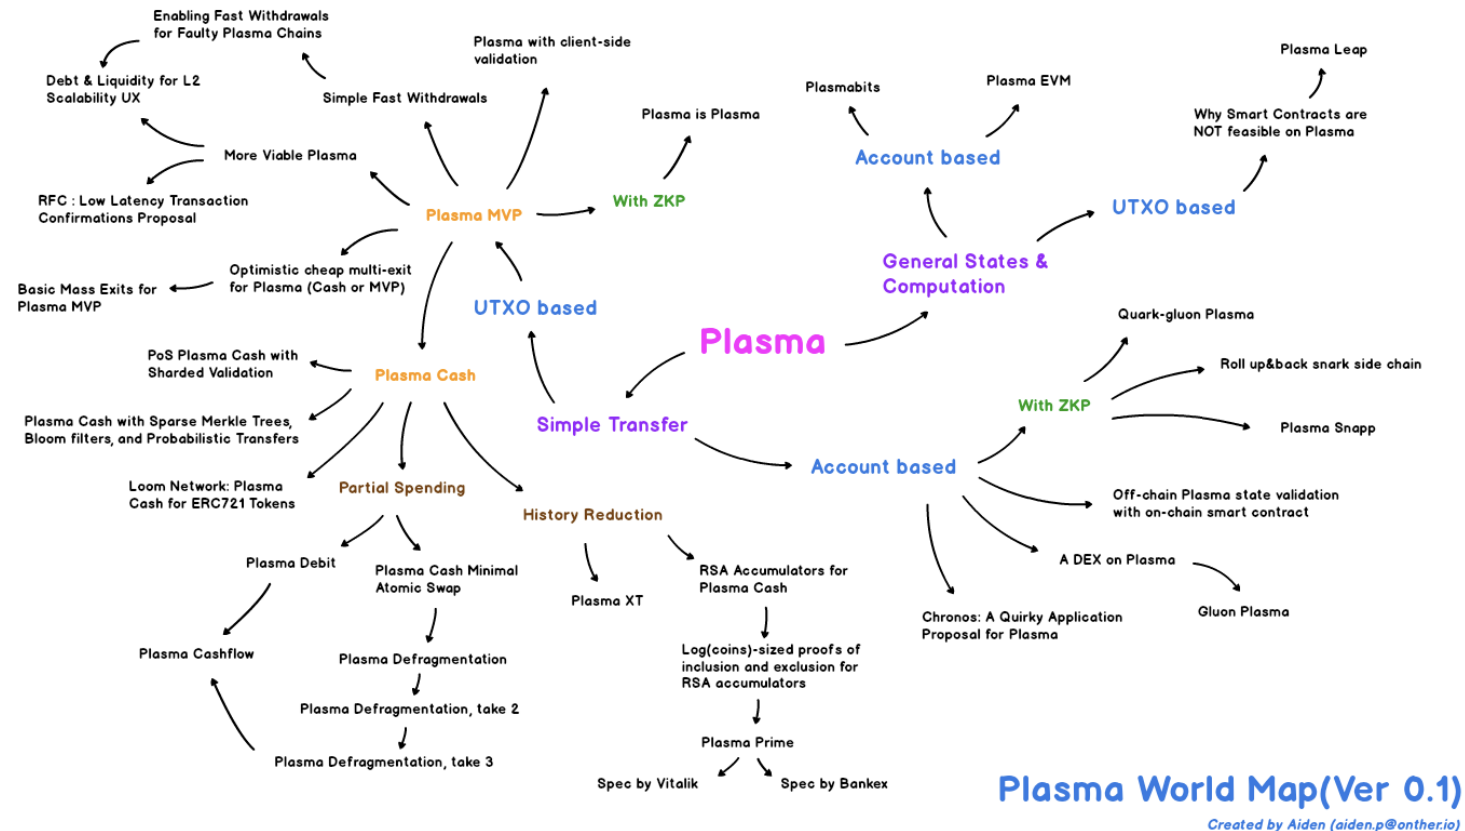 Enabling Fast Withdrawals
for Faulty Plasma Chains
Debt & Liquidity for L2
Scalability UX
Simple Fast Withdrawals
Plasma with client-side
validation
More Viable Plasma
RFC : Low Latency Transaction
Confirmations Proposal
Plasma MVP
With ZKP
Plasma is Plasma
Optimistic cheap multi-exit
for Plasma (Cash or MVP)
Basic Mass Exits for
Plasma MVP
UTXO based
Plasmabits
Plasma EVM
Account based
Plasma Leap
Why Smart Contracts are
NOT feasible on Plasma
UTXO based
General States &
Computation
Plasma
Simple Transfer
PoS Plasma Cash with
Sharded Validation
Plasma Cash
Plasma Cash with Sparse Merkle Trees,
Bloom filters, and Probabilistic Transfers
Loom Network: Plasma
Cash for ERC721 Tokens
Partial Spending
History Reduction
Plasma Debit
Plasma Cash Minimal
Atomic Swap
Plasma Cashflow
Plasma Defragmentation
Plasma Defragmentation, take 2
Plasma Defragmentation, take 3
Plasma XT
RSA Accumulators for
Plasma Cash
Log(coins)-sized proofs of
inclusion and exclusion for
RSA accumulators
Plasma Prime
Spec by Vitalik
Spec by Bankex
Account based
With ZKP
Quark-gluon Plasma
Roll up&back snark side chain
Plasma Snapp
Off-chain Plasma state validation
with on-chain smart contract
A DEX on Plasma
Gluon Plasma
Chronos: A Quirky Application
Proposal for Plasma
Plasma World Map(Ver 0.1)
Created by Aiden (aiden.p@onther.io)